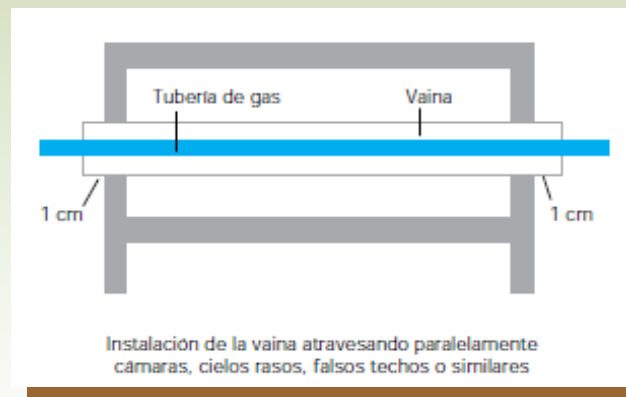 Tubería de gas
Vaina
1 cm
1 cm
Instalación de la vaina atravesando paralelamente
cámaras, cielos rasos, falsos techos o similares